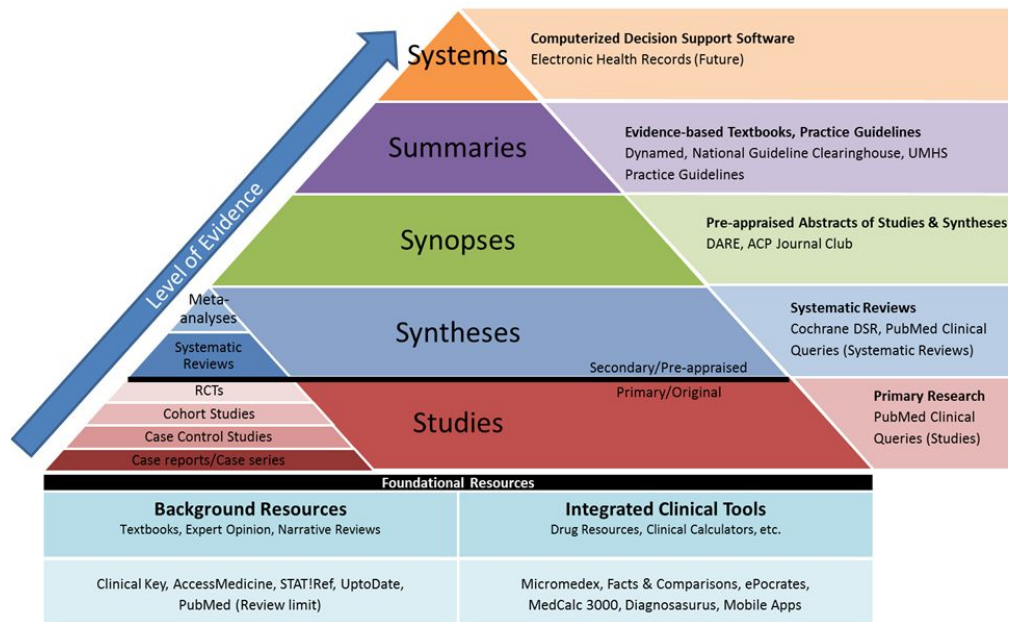 Systems
Computerized Decision Support Software
Electronic Health Records (Future)
Level of Evidence
Summaries
Evidence-based Textbooks, Practice Guidelines
Dynamed, National Guideline Clearinghouse, UMHS
Practice Guidelines
Synopses
Pre-appraised Abstracts of Studies & Syntheses
DARE, ACP Journal Club
Meta-
analyses
Systematic
Reviews
Syntheses
Secondary/Pre-appraised
Systematic Reviews
Cochrane DSR, PubMed Clinical
Queries (Systematic Reviews)
RCTs
Cohort Studies
Case Control Studies
Case reports/Case series
Primary/Original
Studies
Primary Research
PubMed Clinical
Queries (Studies)
Foundational Resources
Background Resources
Textbooks, Expert Opinion, Narrative Reviews
Integrated Clinical Tools
Drug Resources, Clinical Calculators, etc.
Clinical Key, AccessMedicine, STAT!Ref, UptoDate,
PubMed (Review limit)
Micromedex, Facts & Comparisons, ePocrates,
MedCalc 3000, Diagnosaurus, Mobile Apps